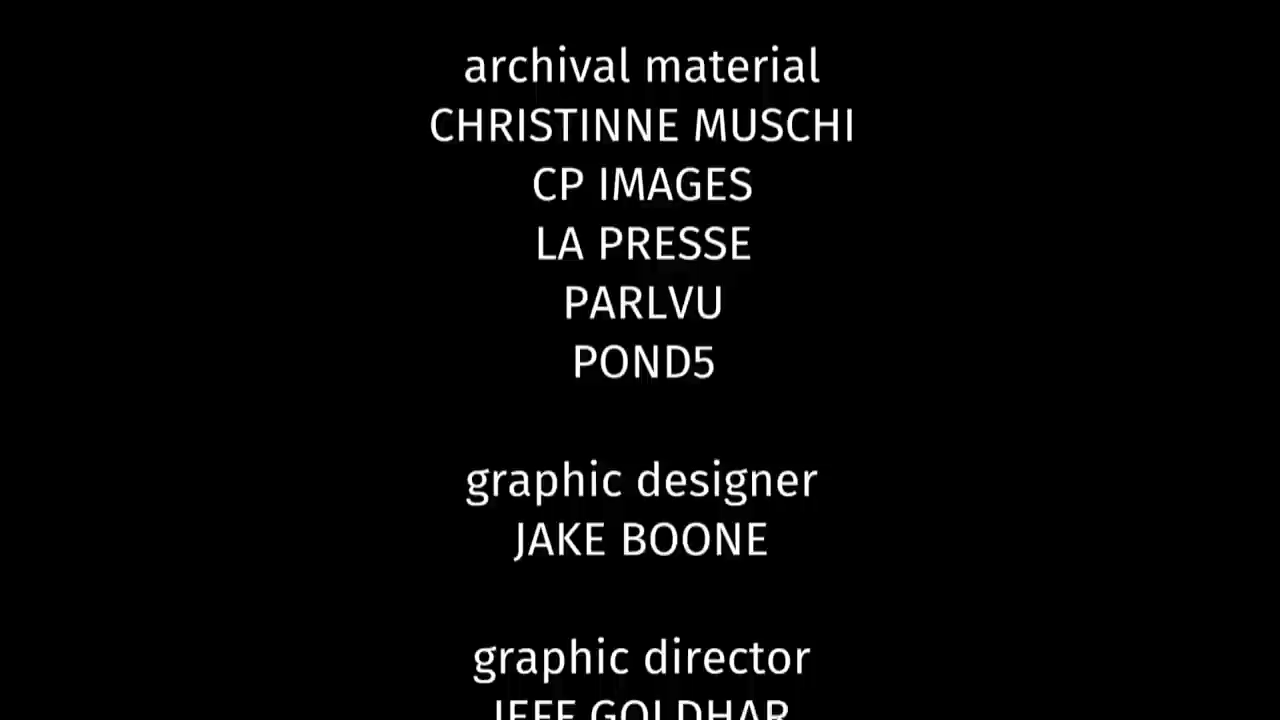 archival material
CHRISTINNE MUSCHI
CP IMAGES
LA PRESSE
PARLVU
POND5
graphic designer
JAKE BOONE
graphic director
JEFF GOLDHAR